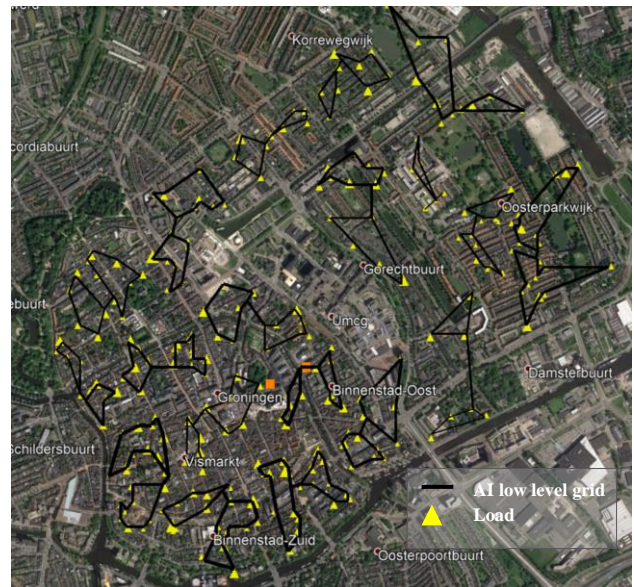 Korrewegwijk
cordiabuurt
Oosterparkwijk
Gorechtbuurt
ebuurt
Umcg
Damsterbuurt
Binnenstad-Oost
Groningen
Schildersbuurt
Vismarkt
AI low level grid
Load
Binnenstad-Zuid
Oosterpoortbuurt